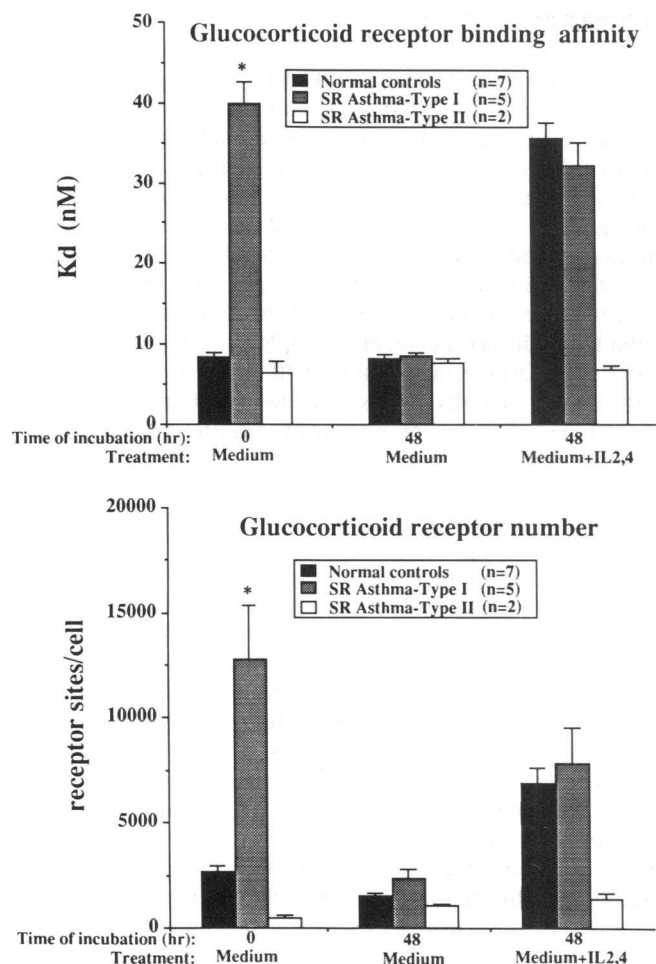 Glucocorticoid receptor binding affinity
Normal controls (n=7)
SR Asthma-Type I (n=5)
SR Asthma-Type II (n=2)
Kd (nM)
50
40
30
20
10
0
*
Time of incubation (hr): 0 48 48
Treatment: Medium Medium Medium+IL2,4
Glucocorticoid receptor number
Normal controls (n=7)
SR Asthma-Type I (n=5)
SR Asthma-Type II (n=2)
receptor sites/cell
20000
15000
10000
5000
0
*
Time of incubation (hr): 0 48 48
Treatment: Medium Medium Medium+IL2,4